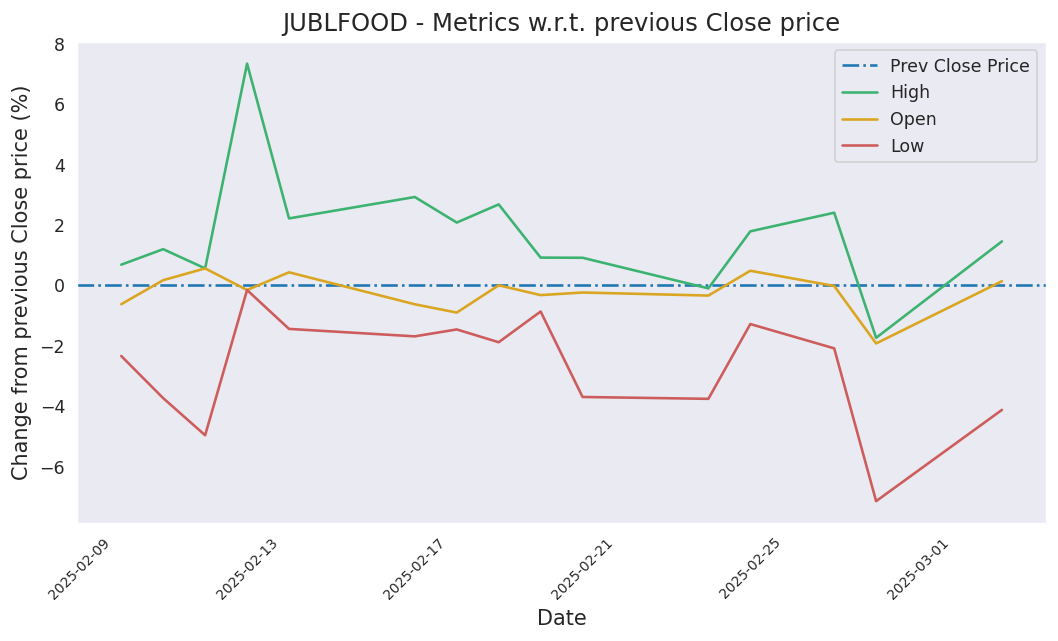 JUBLFOOD - Metrics w.r.t. previous Close price
Change from previous Close price (%)
8
6
4
2
0
−2
−4
−6
Prev Close Price
High
Open
Low
2025-02-09
2025-02-13
2025-02-17
2025-02-21
2025-02-25
2025-03-01
Date